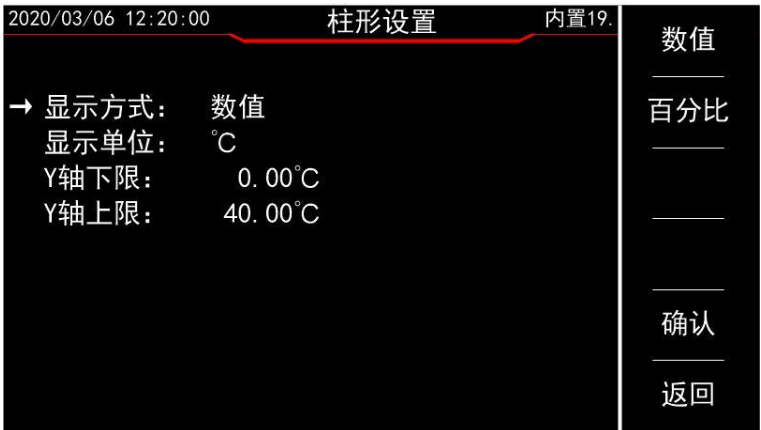 2020/03/06 12:20:00 柱形设置 内置19.
→ 显示方式： 数值
显示单位： ℃
Y轴下限： 0.00℃
Y轴上限： 40.00℃
数值
百分比
确认
返回